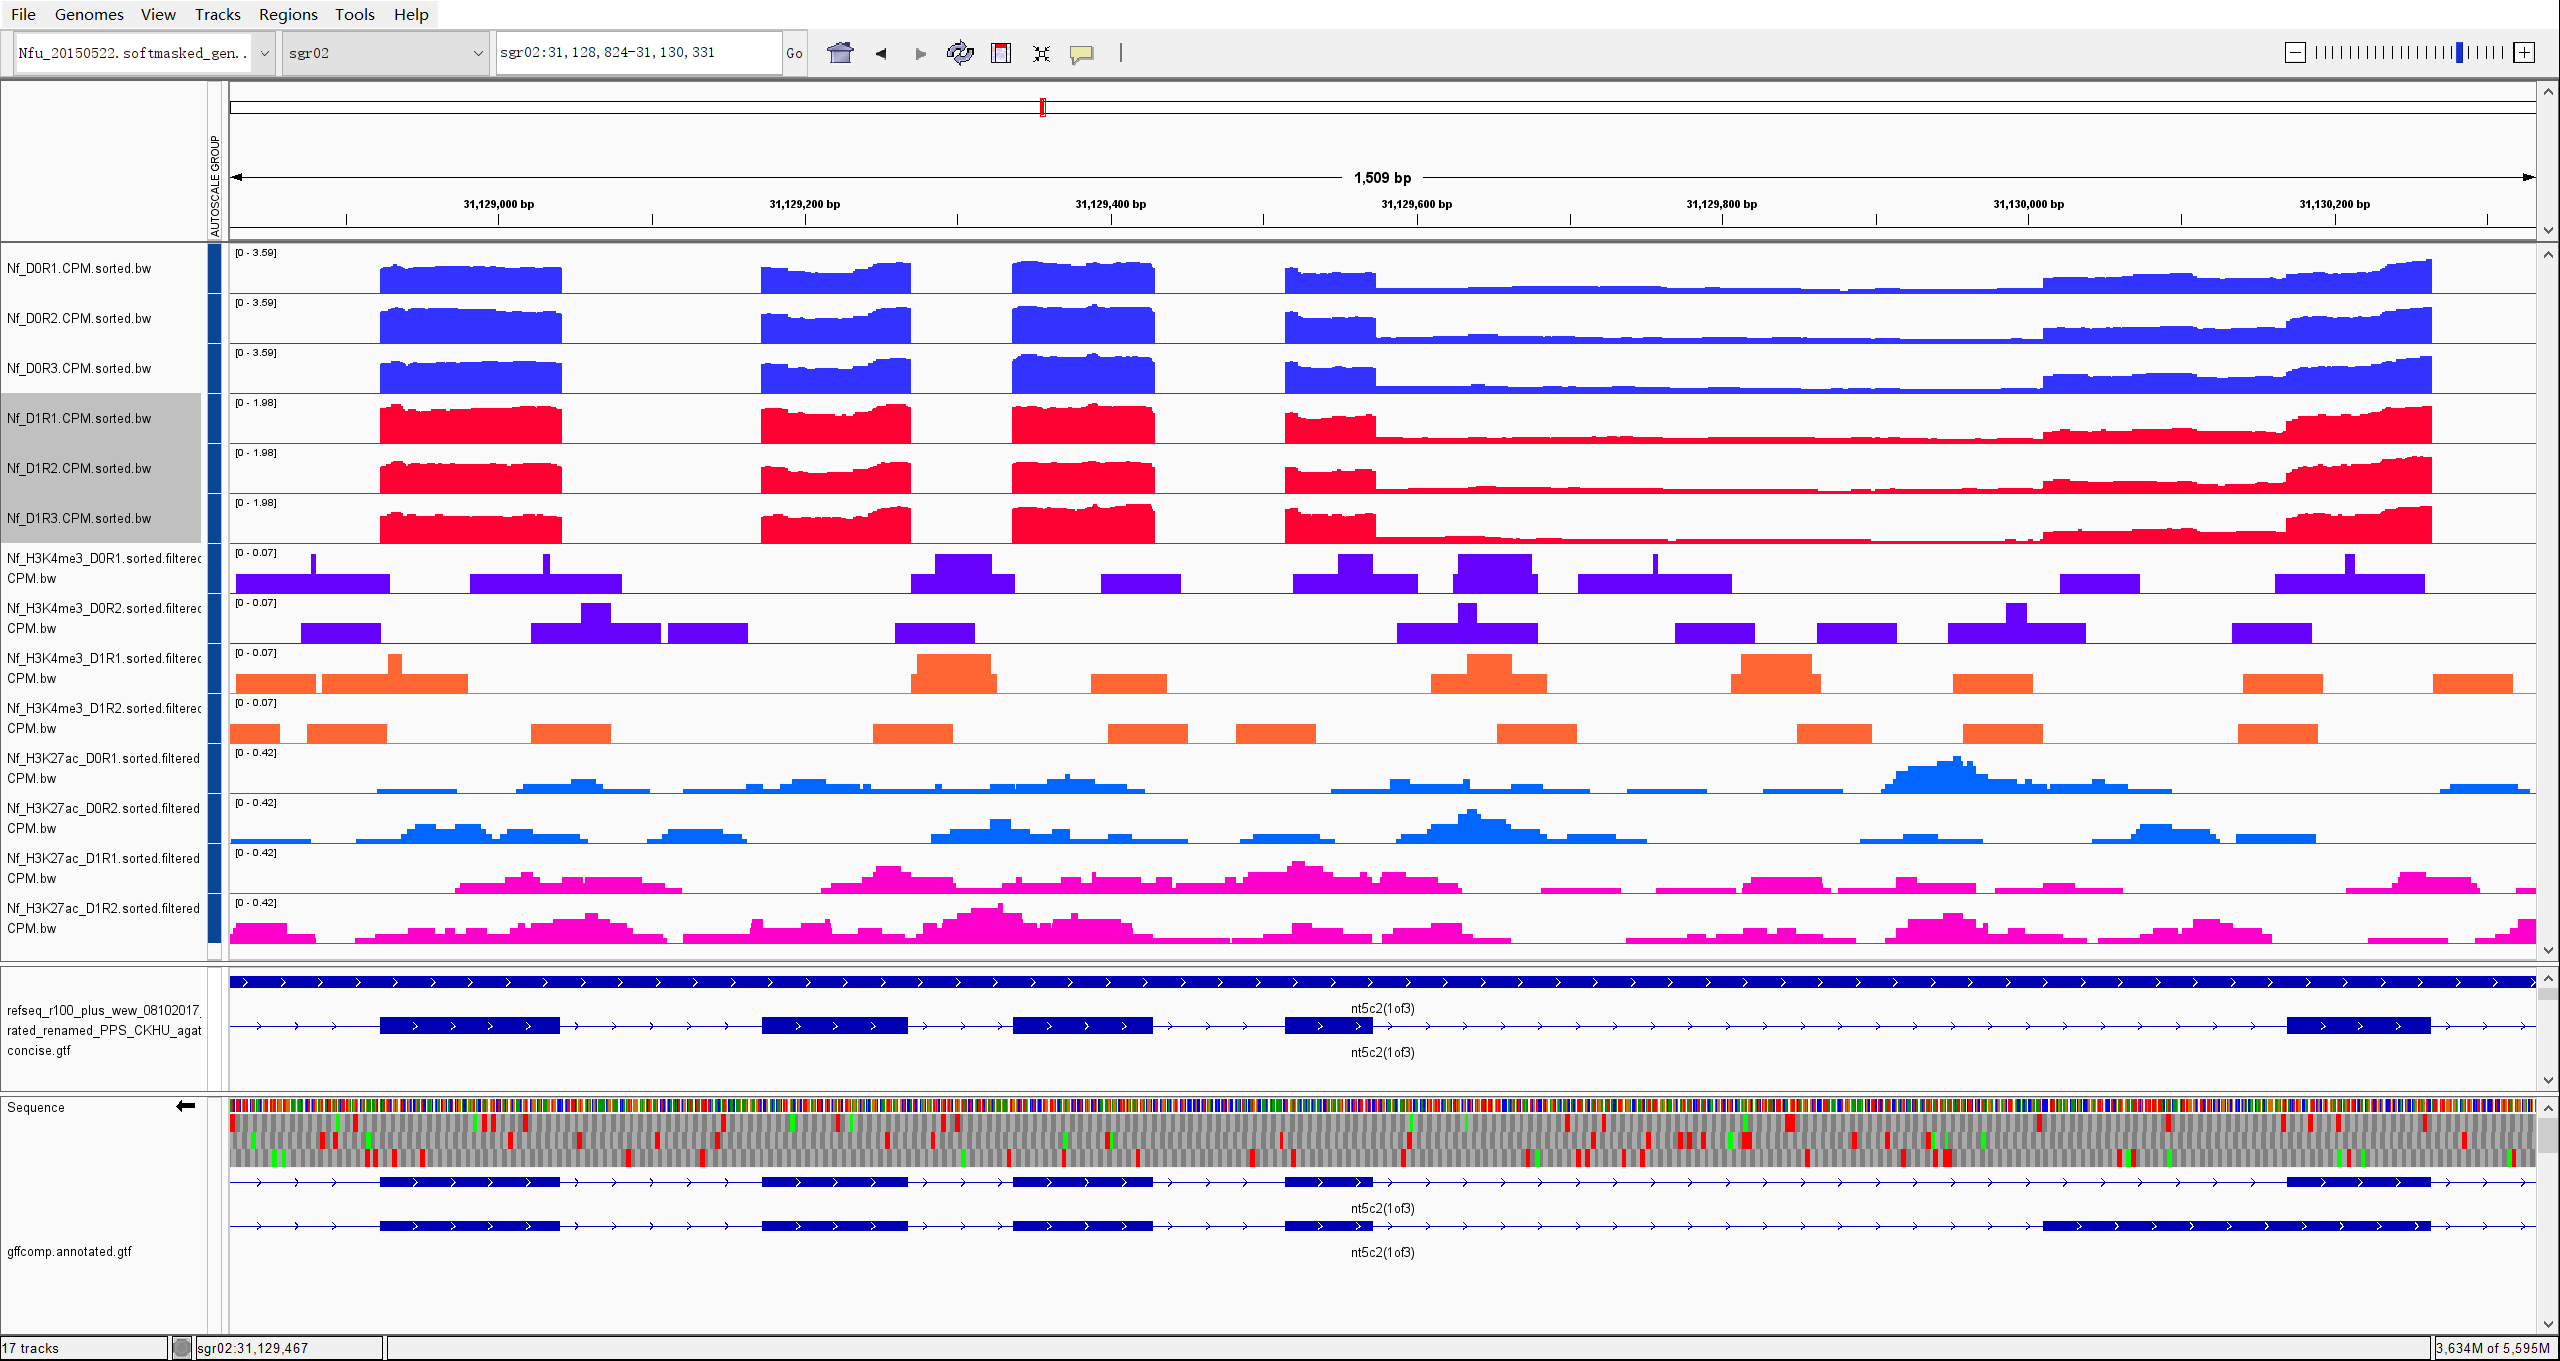 File Genomes View Tracks Regions Tools Help
Nfu_20150522.softmasked_gen.. sgr02 sgr02:31,128,824-31,130,331 Go
AUTOSCALE GROUP
1,509 bp
31,129,000 bp 31,129,200 bp 31,129,400 bp 31,129,600 bp 31,129,800 bp 31,130,000 bp 31,130,200 bp
[0 - 3.59]
Nf_D0R1.CPM.sorted.bw
[0 - 3.59]
Nf_D0R2.CPM.sorted.bw
[0 - 3.59]
Nf_D0R3.CPM.sorted.bw
[0 - 1.98]
Nf_D1R1.CPM.sorted.bw
[0 - 1.98]
Nf_D1R2.CPM.sorted.bw
[0 - 1.98]
Nf_D1R3.CPM.sorted.bw
Nf_H3K4me3_D0R1.sorted.filtered [0 - 0.07]
CPM.bw
Nf_H3K4me3_D0R2.sorted.filtered [0 - 0.07]
CPM.bw
Nf_H3K4me3_D1R1.sorted.filtered [0 - 0.07]
CPM.bw
Nf_H3K4me3_D1R2.sorted.filtered [0 - 0.07]
CPM.bw
Nf_H3K27ac_D0R1.sorted.filtered [0 - 0.42]
CPM.bw
Nf_H3K27ac_D0R2.sorted.filtered [0 - 0.42]
CPM.bw
Nf_H3K27ac_D1R1.sorted.filtered [0 - 0.42]
CPM.bw
Nf_H3K27ac_D1R2.sorted.filtered [0 - 0.42]
CPM.bw
refseq_r100_plus_wew_08102017_ nt5c2(1of3)
rated_renamed_PPS_CKHU_agat
concise.gtf nt5c2(1of3)
Sequence
nt5c2(1of3)
gffcomp.annotated.gtf nt5c2(1of3)
17 tracks sgr02:31,129,467 3,634M of 5,595M